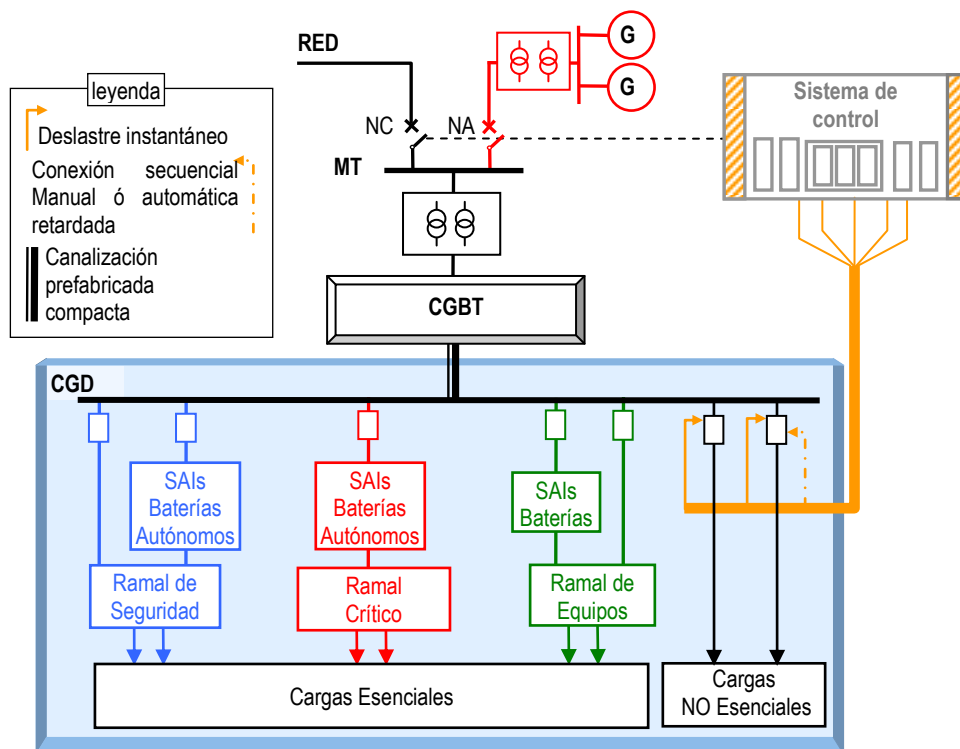 RED
G
G
leyenda
Deslastre instantáneo
Conexión secuencial
Manual ó automática
retardada
Canalización
prefabricada
compacta
NC
NA
MT
Sistema de
control
CGBT
CGD
SAIs
Baterías
Autónomos
SAIs
Baterías
Autónomos
SAIs
Baterías
Ramal de
Seguridad
Ramal
Crítico
Ramal de
Equipos
Cargas Esenciales
Cargas
NO Esenciales